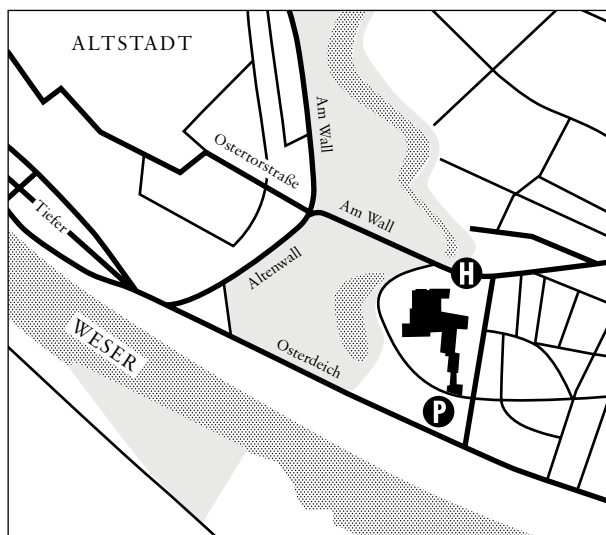 ALTSTADT
Am Wall
Ostertorstraße
Am Wall
Tiefer
Altenwall
H
WESER
Osterdeich
P